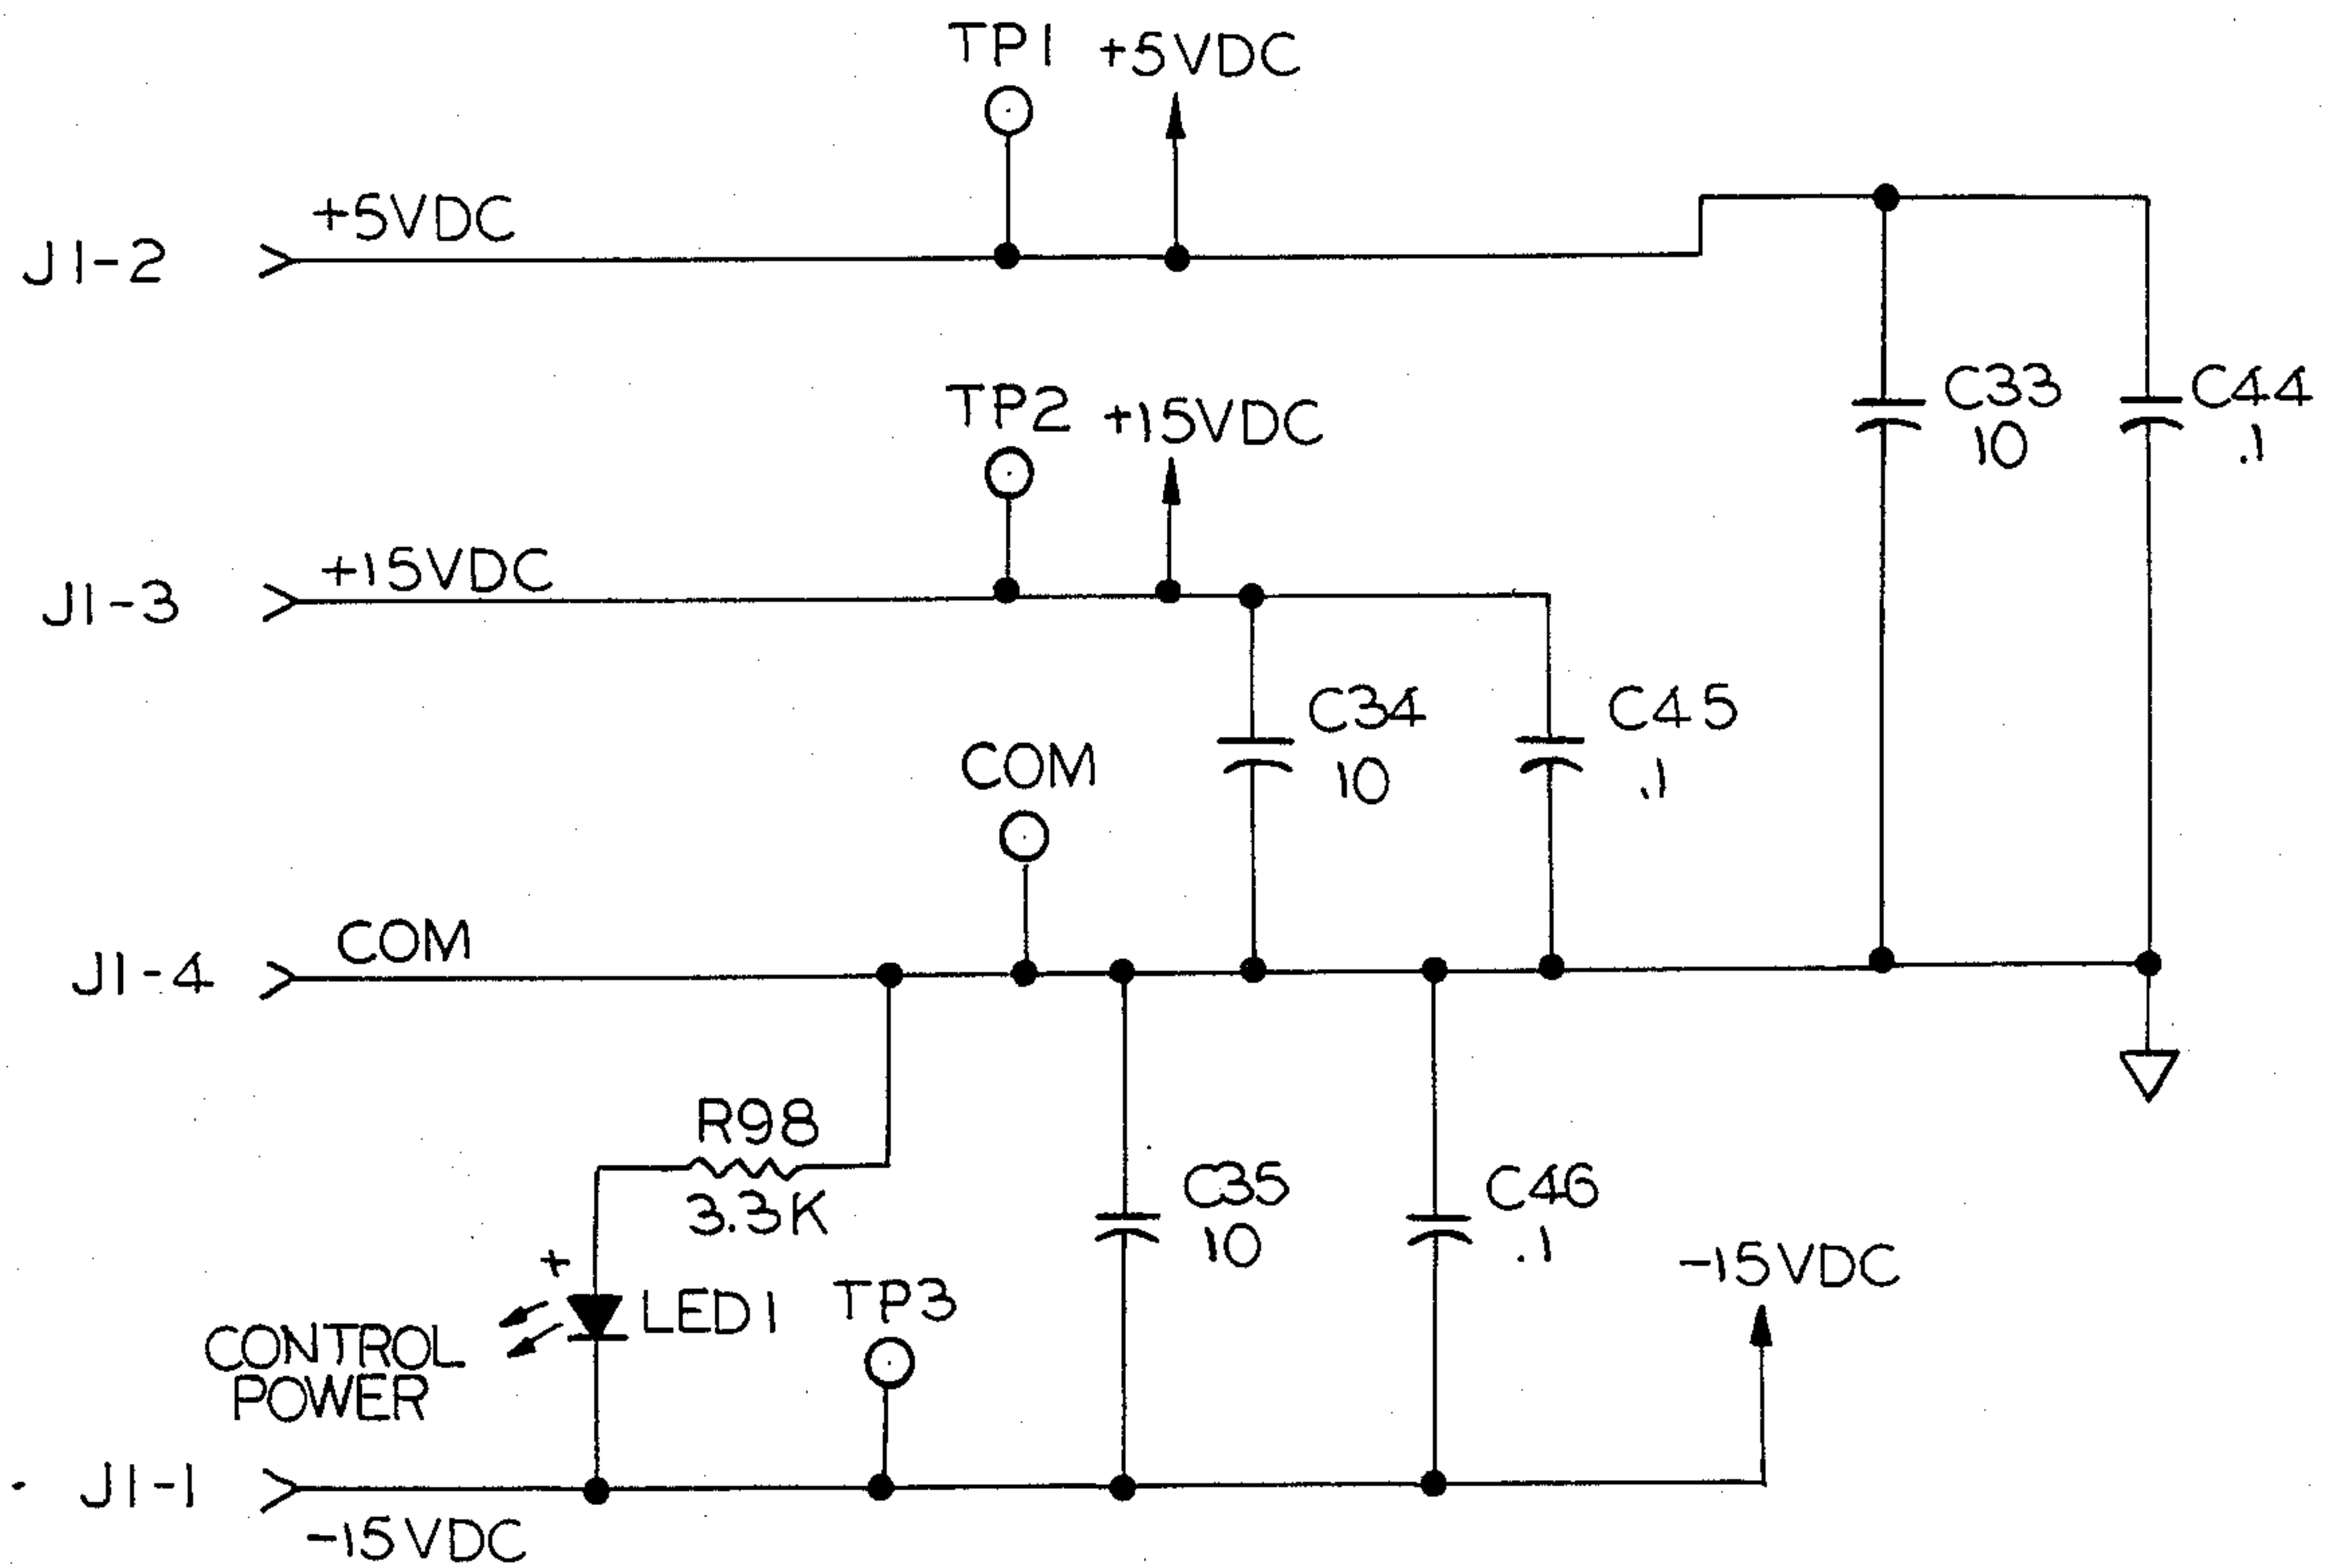 TP1
+5VDC
+5VDC
J1-2
C33
10
C44
.1
TP2
+15VDC
+15VDC
J1-3
C34
10
C45
.1
COM
COM
J1-4
R98
3.3K
C35
10
C46
.1
+
LED1
TP3
-15VDC
CONTROL
POWER
J1-1
-15VDC